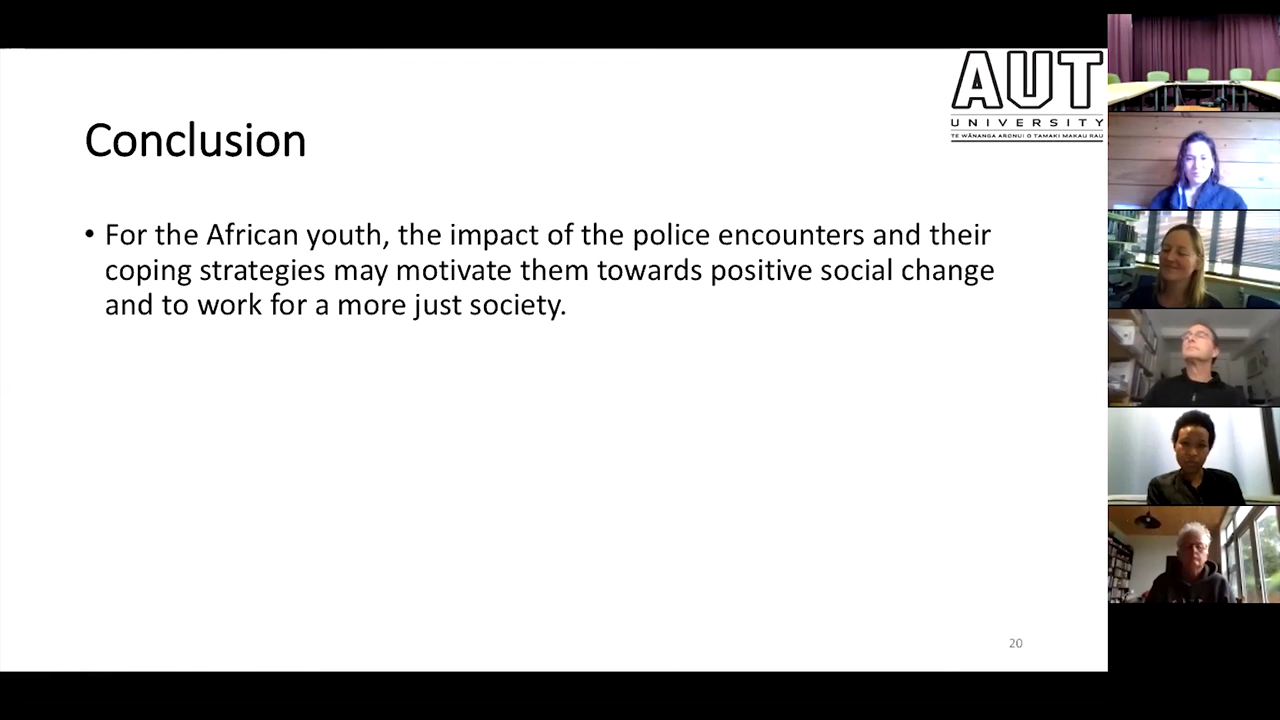 AUT
UNIVERSITY
TE WĀNANGA ARONUI O TAMAKI MAKAU RAU
Conclusion
• For the African youth, the impact of the police encounters and their
coping strategies may motivate them towards positive social change
and to work for a more just society.
20